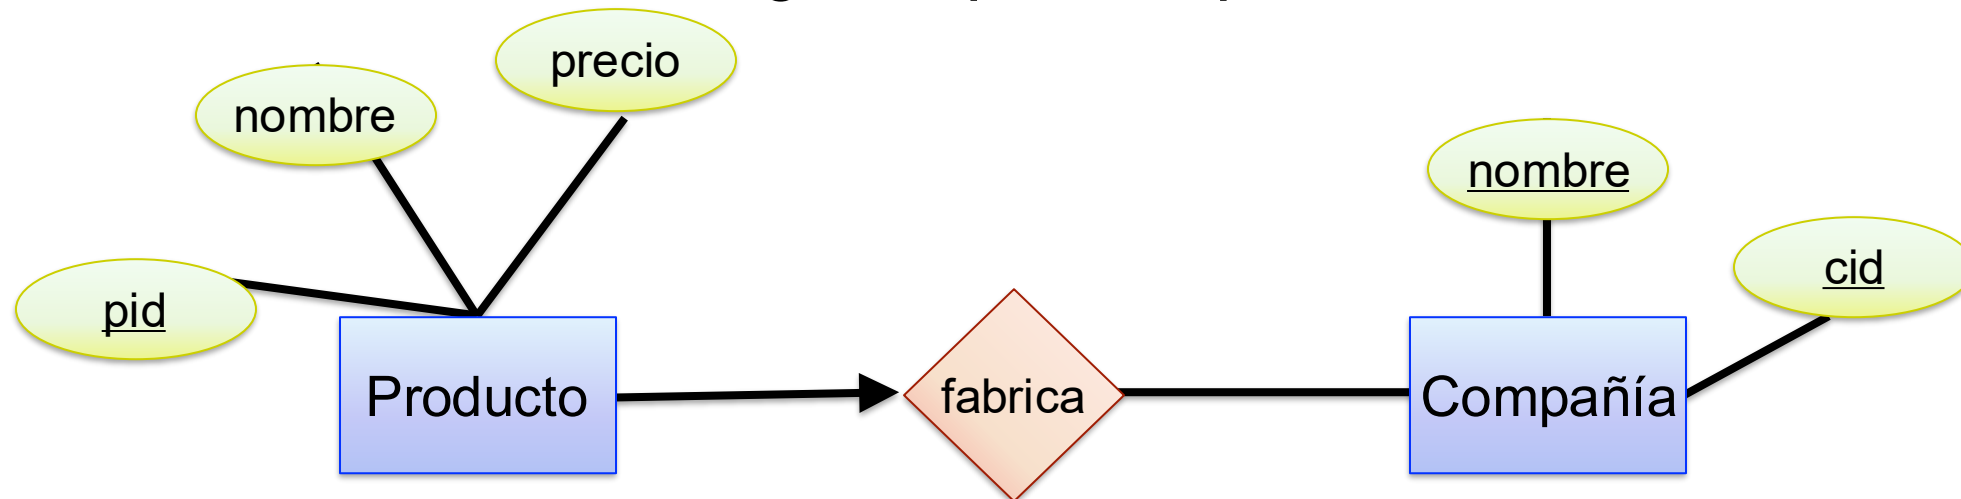 precio
nombre
nombre
cid
pid
Producto
fabrica
Compañía